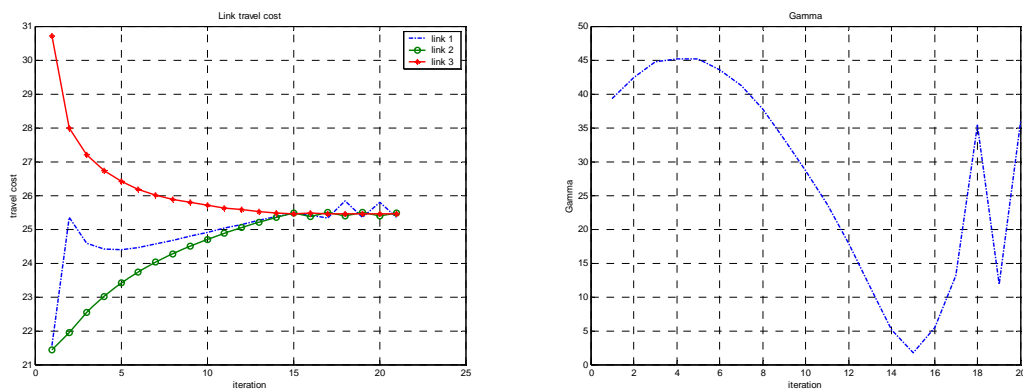 Link travel cost
31
30
29
28
27
26
25
24
23
22
21
travel cost
0 5 10 15 20 25
iteration
link 1
link 2
link 3
Gamma
50
45
40
35
30
25
20
15
10
5
0
Gamma
0 2 4 6 8 10 12 14 16 18 20
iteration